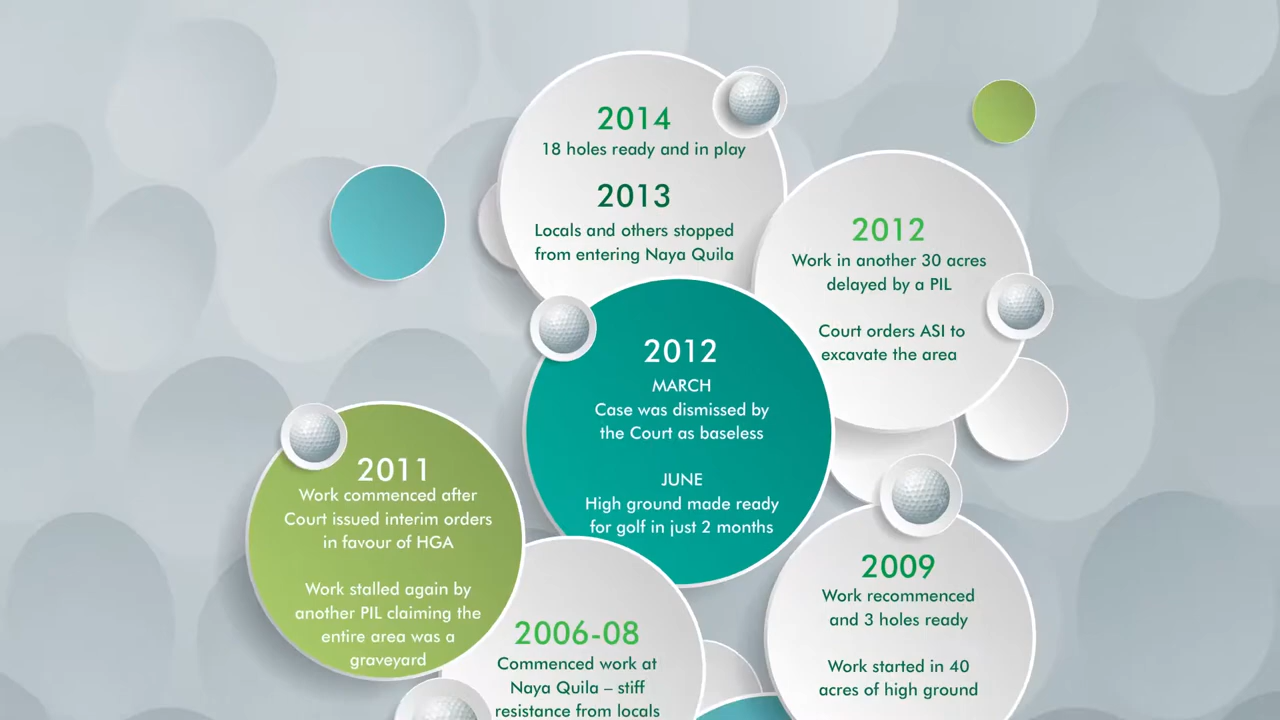 2014
18 holes ready and in play
2013
Locals and others stopped
from entering Naya Quila
2012
Work in another 30 acres
delayed by a PIL
Court orders ASI to
excavate the area
2012
MARCH
Case was dismissed by
the Court as baseless
JUNE
High ground made ready
for golf in just 2 months
2011
Work commenced after
Court issued interim orders
in favour of HGA
Work stalled again by
another PIL claiming the
entire area was a
graveyard
2009
Work recommenced
and 3 holes ready
Work started in 40
acres of high ground
2006-08
Commenced work at
Naya Quila – stiff
resistance from locals